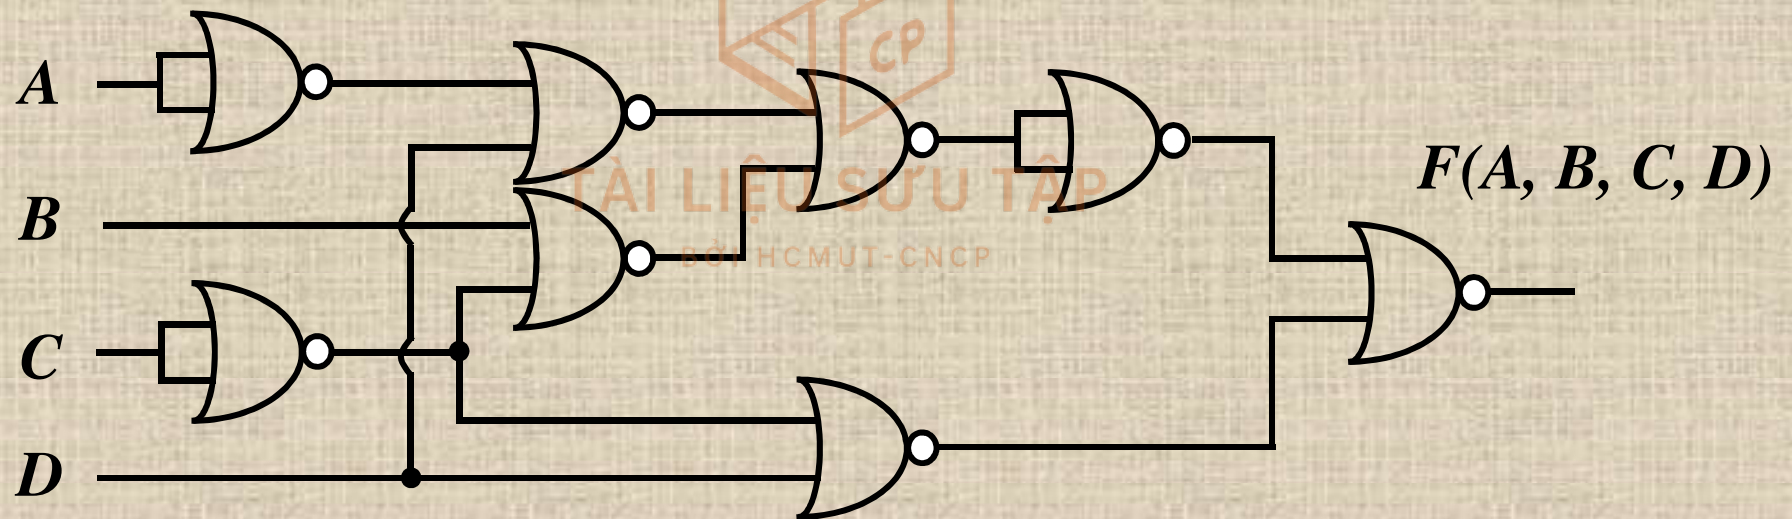 A
B
C
D
F(A, B, C, D)
CP
TÀI LIỆU SƯU TẬP
BỞI HCMUT-CNCP